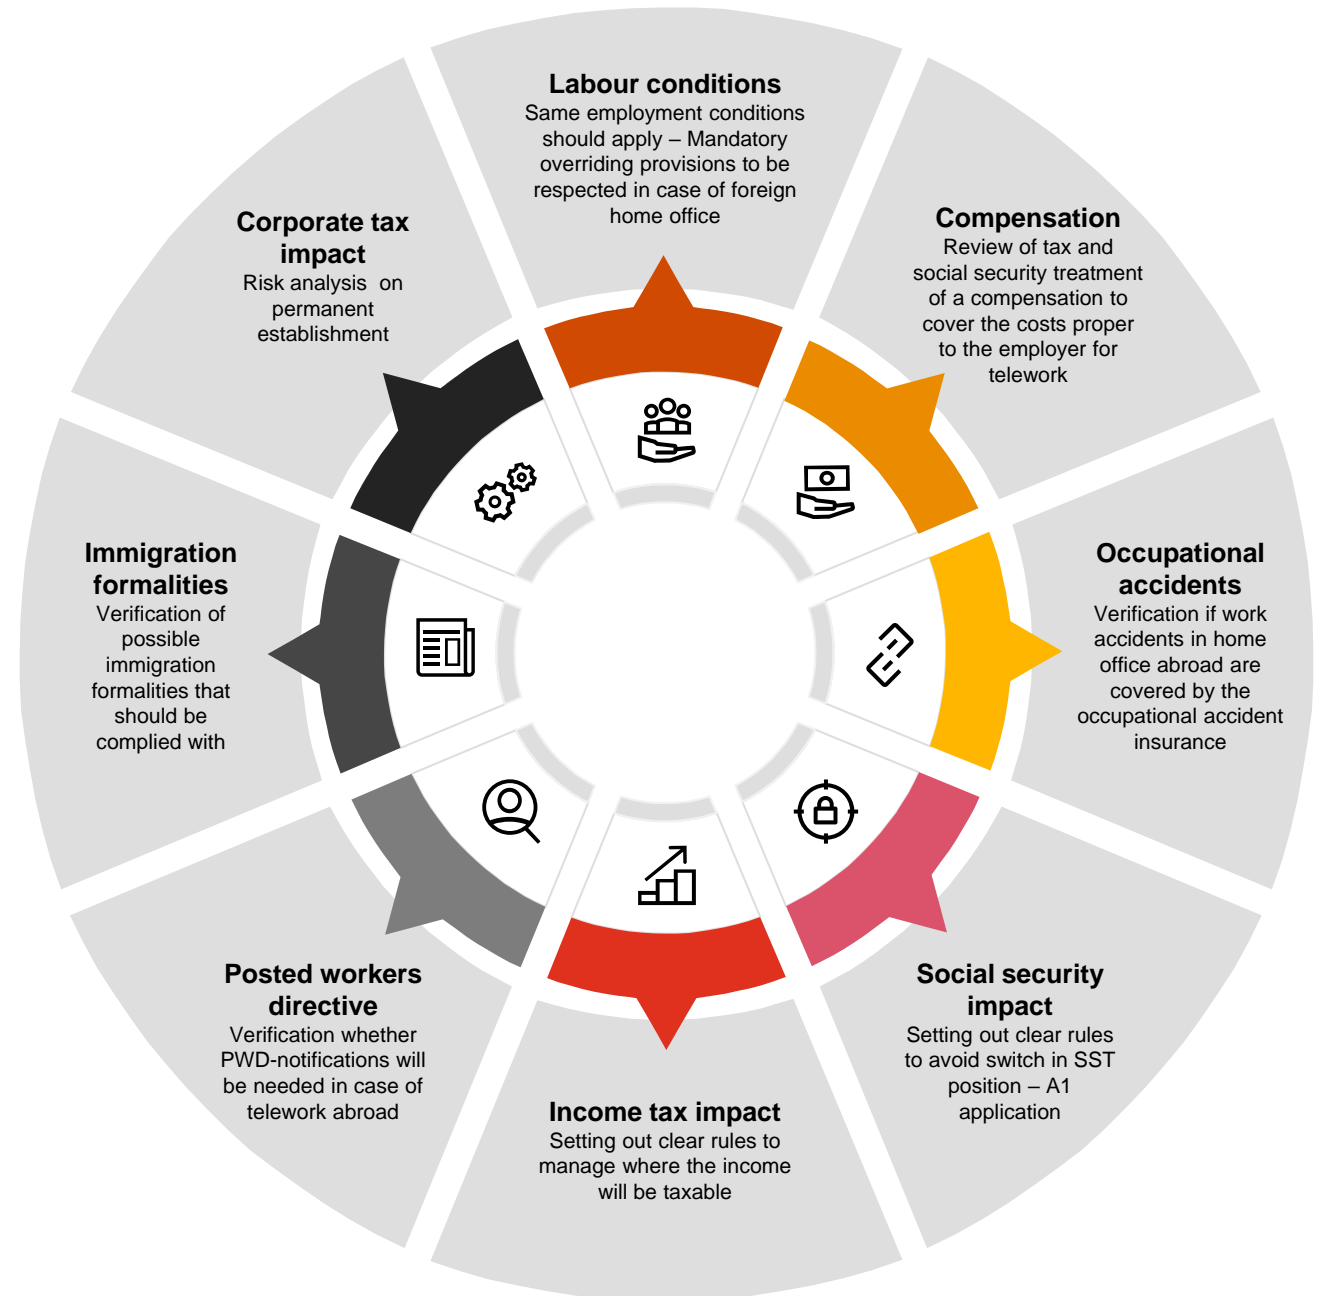 Labour conditions
Same employment conditions
should apply – Mandatory
overriding provisions to be
respected in case of foreign
home office
Compensation
Review of tax and
social security treatment
of a compensation to
cover the costs proper
to the employer for
telework
Occupational
accidents
Verification if work
accidents in home
office abroad are
covered by the
occupational accident
insurance
Social security
impact
Setting out clear rules
to avoid switch in SST
position – A1
application
Income tax impact
Setting out clear rules to
manage where the income
will be taxable
Posted workers
directive
Verification whether
PWD-notifications will
be needed in case of
telework abroad
Immigration
formalities
Verification of
possible
immigration
formalities that
should be
complied with
Corporate tax
impact
Risk analysis  on
permanent
establishment